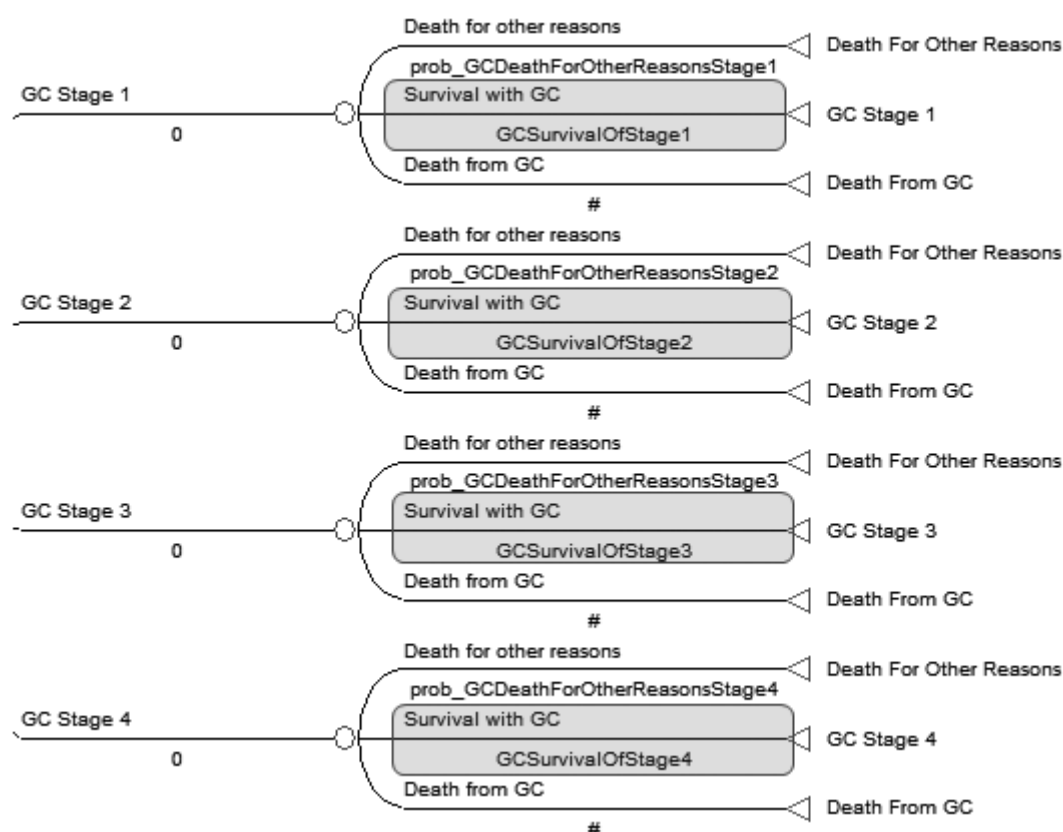 Death for other reasons
Death For Other Reasons
prob_GCDeathForOtherReasonsStage1
GC Stage 1
Survival with GC
GC Stage 1
0
GCSurvivalOfStage1
Death from GC
Death From GC
#
Death for other reasons
Death For Other Reasons
prob_GCDeathForOtherReasonsStage2
GC Stage 2
Survival with GC
GC Stage 2
0
GCSurvivalOfStage2
Death from GC
Death From GC
#
Death for other reasons
Death For Other Reasons
prob_GCDeathForOtherReasonsStage3
GC Stage 3
Survival with GC
GC Stage 3
0
GCSurvivalOfStage3
Death from GC
Death From GC
#
Death for other reasons
Death For Other Reasons
prob_GCDeathForOtherReasonsStage4
GC Stage 4
Survival with GC
GC Stage 4
0
GCSurvivalOfStage4
Death from GC
Death From GC
#